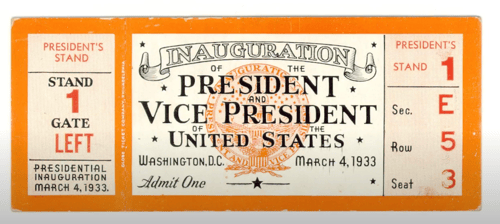 PRESIDENT'S
STAND
STAND
1
GATE
LEFT
PRESIDENTIAL
INAUGURATION
MARCH 4, 1933.
INAUGURATION
OF THE
PRESIDENT
AND
VICE PRESIDENT
OF THE
UNITED STATES
WASHINGTON, D.C. MARCH 4, 1933
Admit One
PRESIDENT'S
STAND 1
Sec. E
Row 5
Seat 3